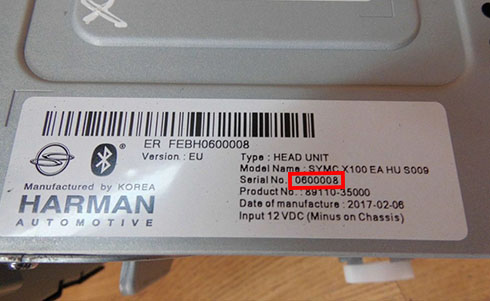 ER FEBH0600008
Version : EU
Type : HEAD UNIT
Model Name : SYMC X100 EA HU S009
Serial No. 0600008
Product No. : 89110-35000
Date of manufacture : 2017-02-06
Input 12 VDC (Minus on Chassis)
Manufactured by KOREA
HARMAN
AUTOMOTIVE